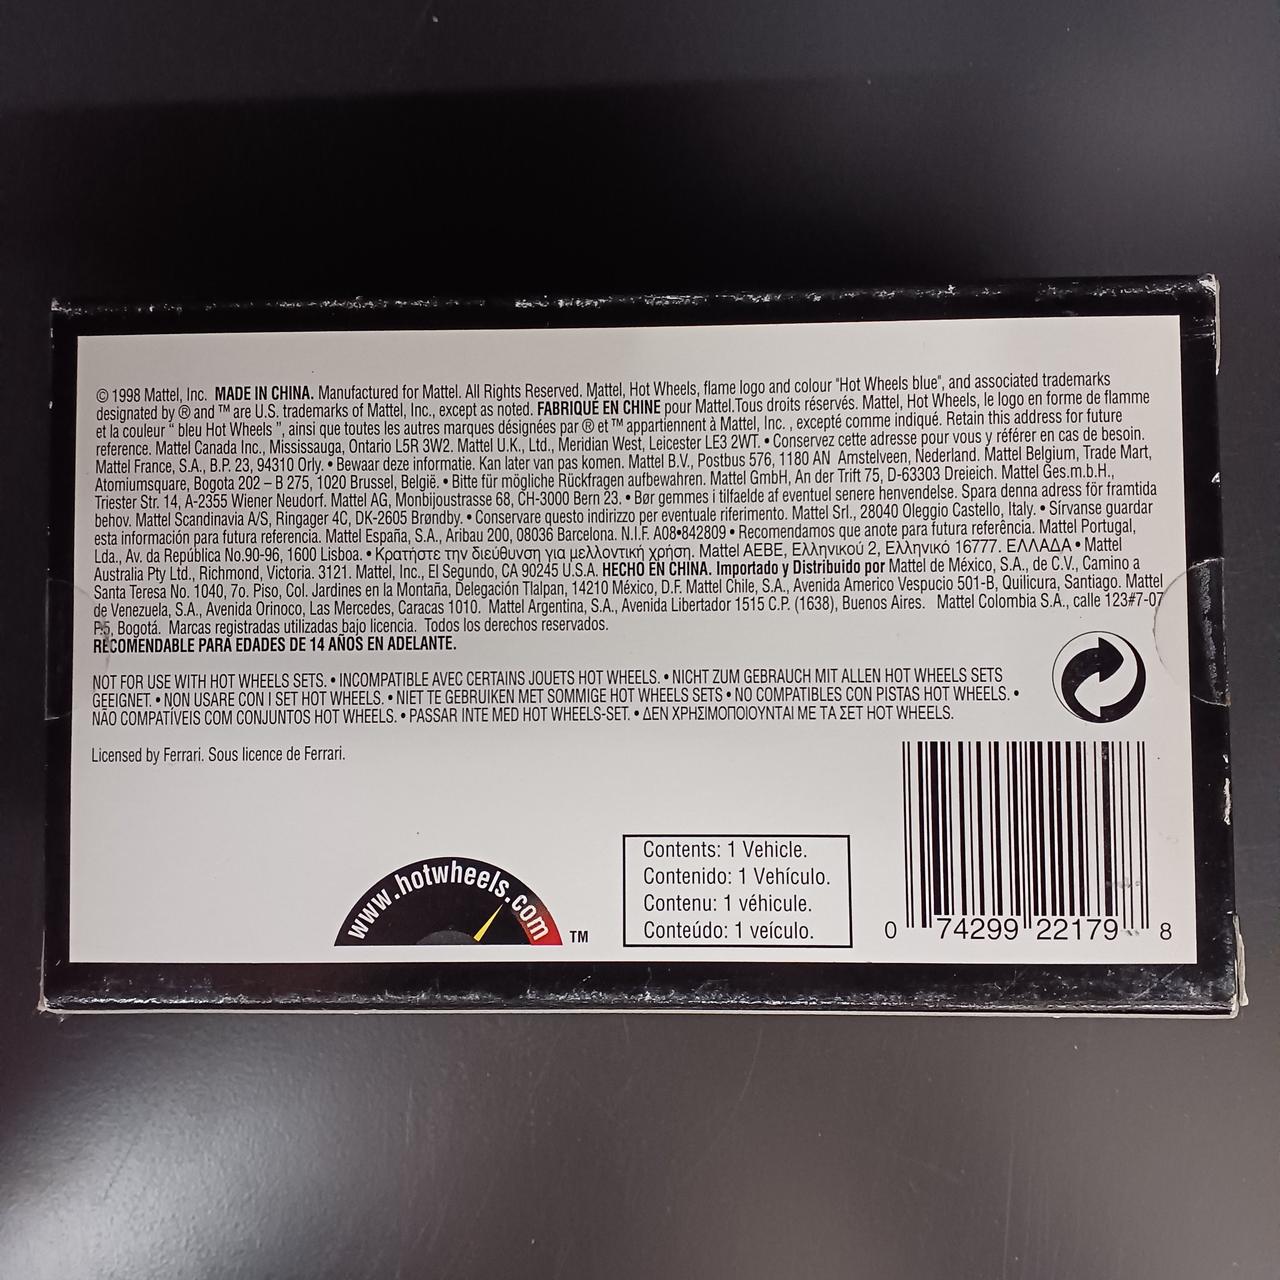 © 1998 Mattel, Inc. MADE IN CHINA. Manufactured for Mattel. All Rights Reserved. Mattel, Hot Wheels, flame logo and colour "Hot Wheels blue", and associated trademarks
designated by ® and ™ are U.S. trademarks of Mattel, Inc., except as noted. FABRIQUÉ EN CHINE pour Mattel.Tous droits réservés. Mattel, Hot Wheels, le logo en forme de flamme
et la couleur " bleu Hot Wheels ", ainsi que toutes les autres marques désignées par ® et ™ appartiennent à Mattel, Inc. , excepté comme indiqué. Retain this address for future
reference. Mattel Canada Inc., Mississauga, Ontario L5R 3W2. Mattel U.K., Ltd., Meridian West, Leicester LE3 2WT. • Conservez cette adresse pour vous y référer en cas de besoin.
Mattel France, S.A., B.P. 23, 94310 Orly. • Bewaar deze informatie. Kan later van pas komen. Mattel B.V., Postbus 576, 1180 AN Amstelveen, Nederland. Mattel Belgium, Trade Mart,
Atomiumsquare, Bogota 202 – B 275, 1020 Brussel, België. • Bitte für mögliche Rückfragen aufbewahren. Mattel GmbH, An der Trift 75, D-63303 Dreieich. Mattel Ges.m.b.H.,
Triester Str. 14, A-2355 Wiener Neudorf. Mattel AG, Monbijoustrasse 68, CH-3000 Bern 23. • Bør gemmes i tilfaelde af eventuel senere henvendelse. Spara denna adress för framtida
behov. Mattel Scandinavia A/S, Ringager 4C, DK-2605 Brøndby. • Conservare questo indirizzo per eventuale riferimento. Mattel Srl., 28040 Oleggio Castello, Italy. • Sírvanse guardar
esta información para futura referencia. Mattel España, S.A., Aribau 200, 08036 Barcelona. N.I.F. A08•842809 • Recomendamos que anote para futura referência. Mattel Portugal,
Lda., Av. da República No.90-96, 1600 Lisboa. • Κρατήστε την διεύθυνση για μελλοντική χρήση. Mattel AEBE, Ελληνικού 2, Ελληνικό 16777. ΕΛΛΑΔΑ • Mattel
Australia Pty Ltd., Richmond, Victoria. 3121. Mattel, Inc., El Segundo, CA 90245 U.S.A. HECHO EN CHINA. Importado y Distribuido por Mattel de México, S.A., de C.V., Camino a
Santa Teresa No. 1040, 7o. Piso, Col. Jardines en la Montaña, Delegación Tlalpan, 14210 México, D.F. Mattel Chile, S.A., Avenida Americo Vespucio 501-B, Quilicura, Santiago. Mattel
de Venezuela, S.A., Avenida Orinoco, Las Mercedes, Caracas 1010. Mattel Argentina, S.A., Avenida Libertador 1515 C.P. (1638), Buenos Aires. Mattel Colombia S.A., calle 123#7-07
P.5, Bogotá. Marcas registradas utilizadas bajo licencia. Todos los derechos reservados.
RECOMENDABLE PARA EDADES DE 14 AÑOS EN ADELANTE.
NOT FOR USE WITH HOT WHEELS SETS. • INCOMPATIBLE AVEC CERTAINS JOUETS HOT WHEELS. • NICHT ZUM GEBRAUCH MIT ALLEN HOT WHEELS SETS
GEEIGNET. • NON USARE CON I SET HOT WHEELS. • NIET TE GEBRUIKEN MET SOMMIGE HOT WHEELS SETS • NO COMPATIBLES CON PISTAS HOT WHEELS. •
NÃO COMPATÍVEIS COM CONJUNTOS HOT WHEELS. • PASSAR INTE MED HOT WHEELS-SET. • ΔΕΝ ΧΡΗΣΙΜΟΠΟΙΟΥΝΤΑΙ ΜΕ ΤΑ ΣΕΤ HOT WHEELS.
Licensed by Ferrari. Sous licence de Ferrari.
www.hotwheels.com ™
Contents: 1 Vehicle.
Contenido: 1 Vehículo.
Contenu: 1 véhicule.
Conteúdo: 1 veículo.
0 74299 22179 8